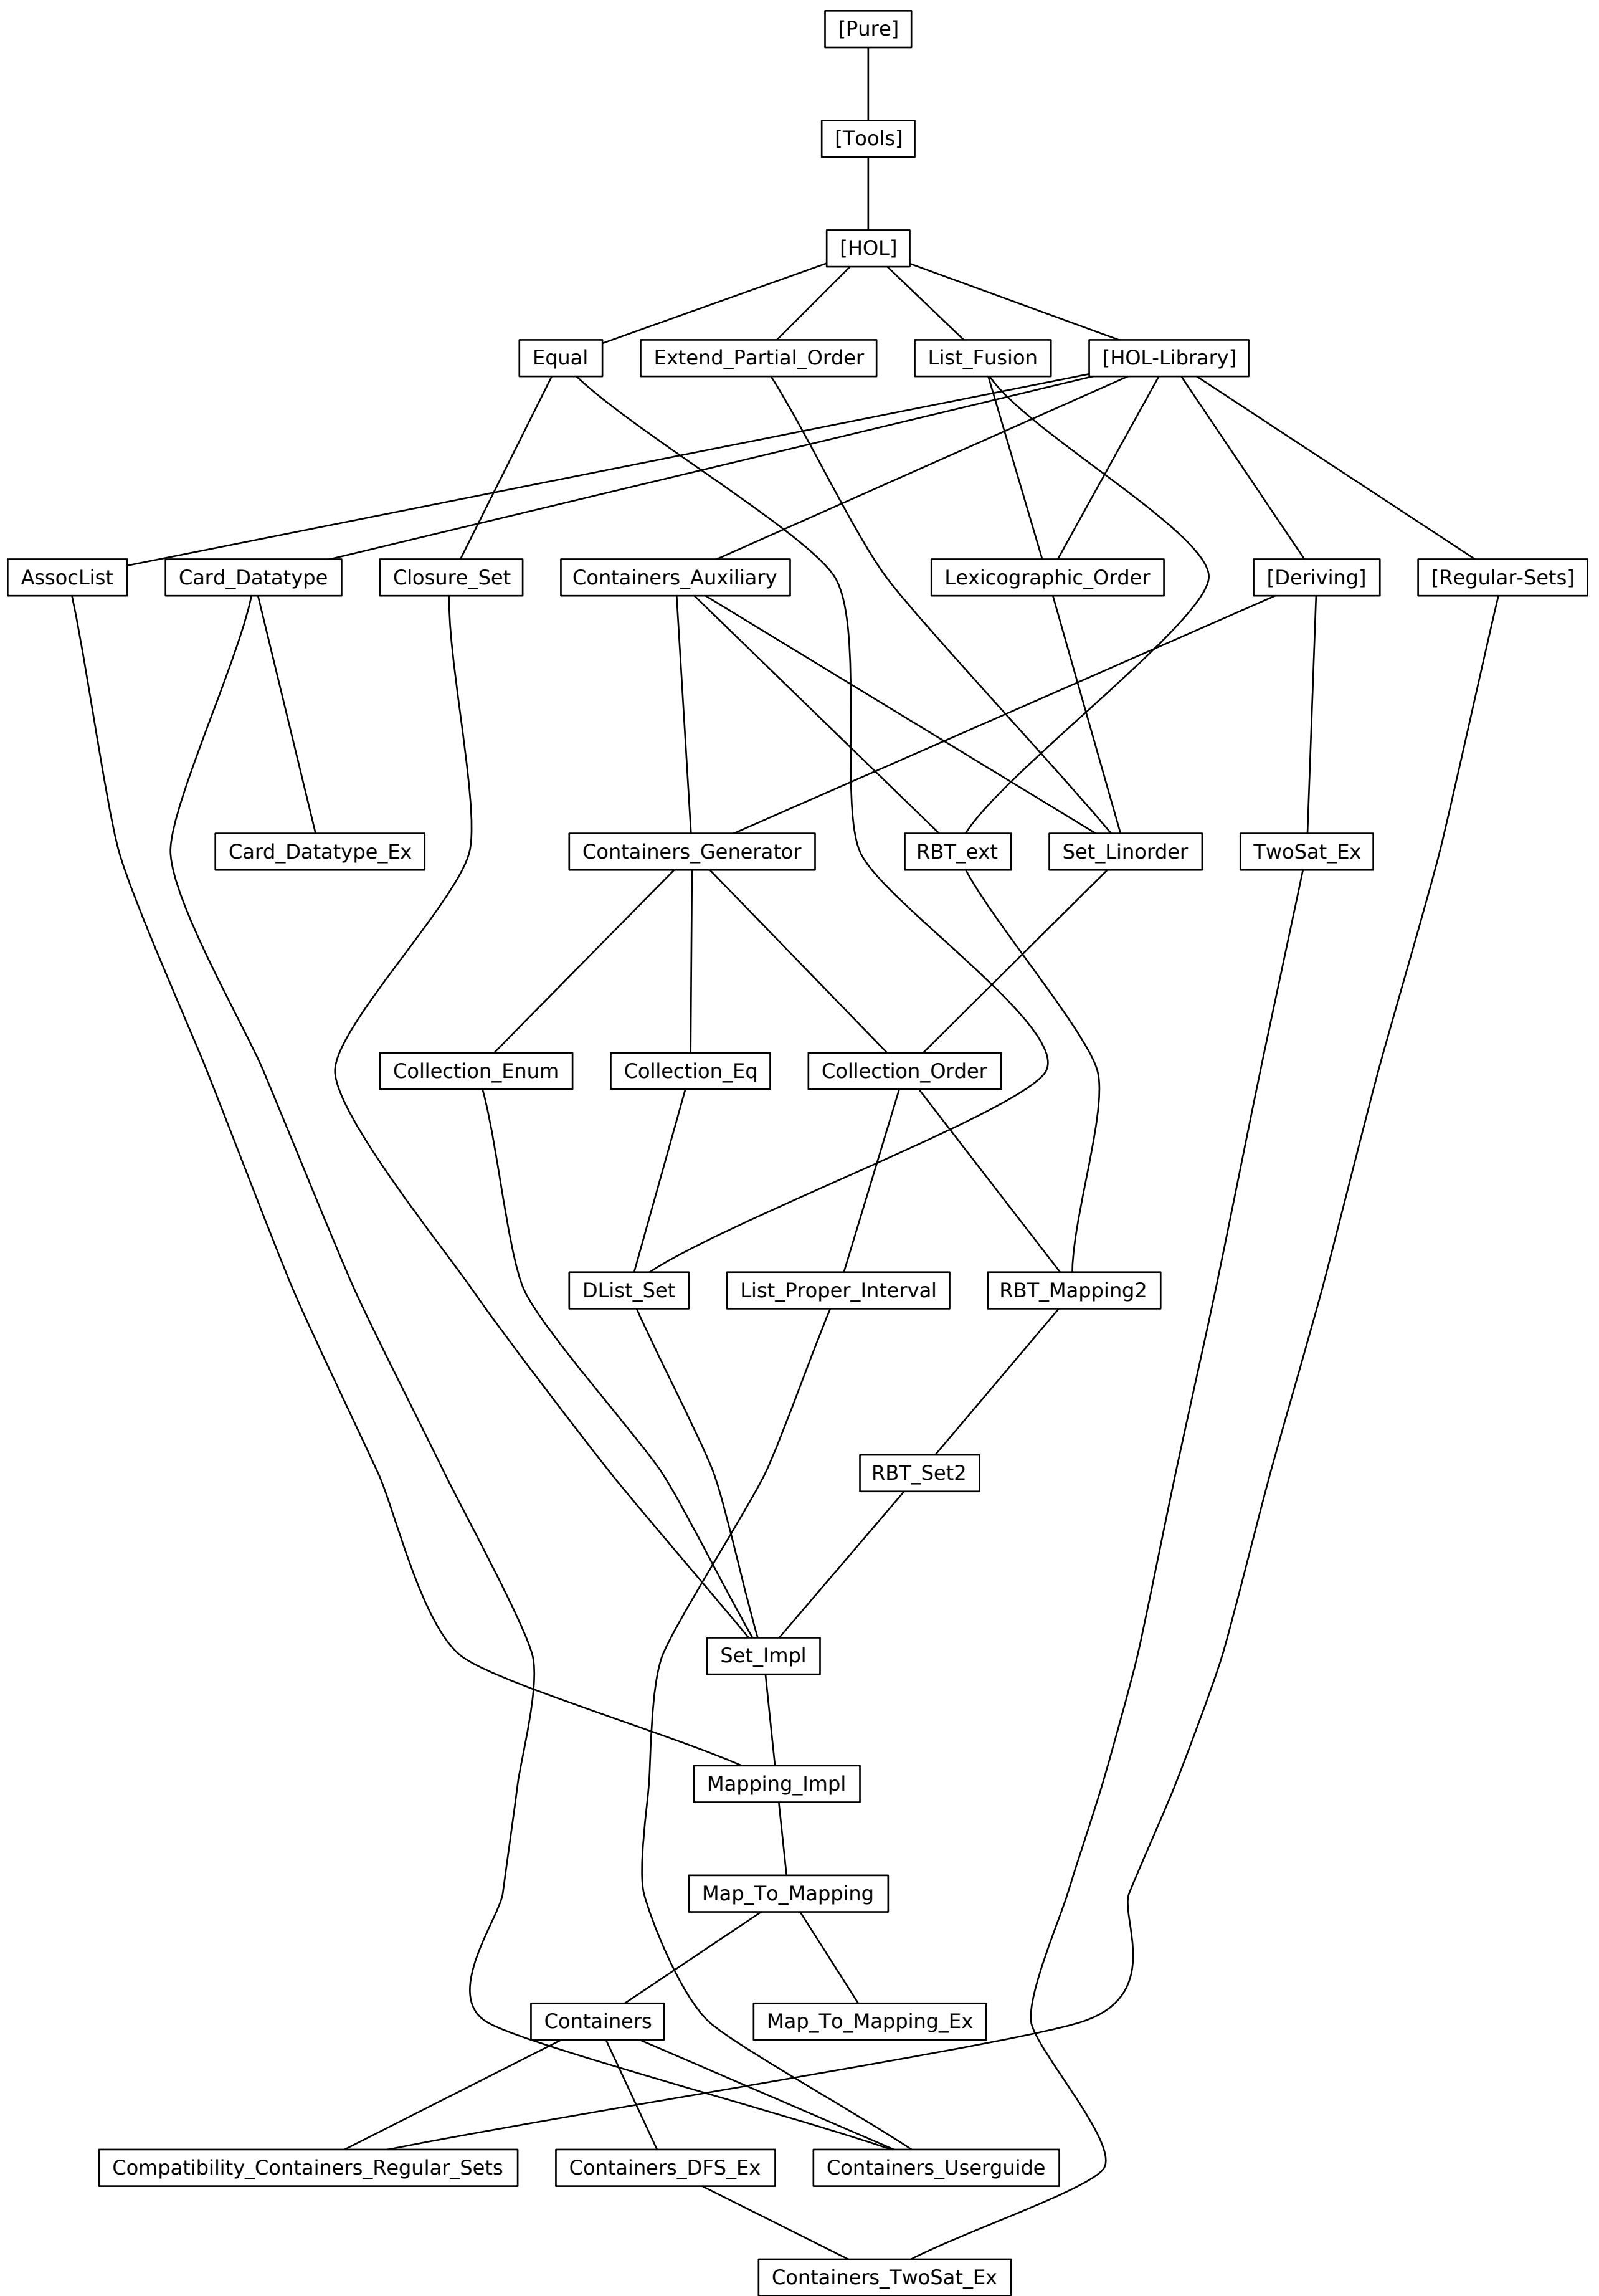 [Pure]
[Tools]
[HOL]
Equal
Extend_Partial_Order
List_Fusion
[HOL-Library]
AssocList
Card_Datatype
Closure_Set
Containers_Auxiliary
Lexicographic_Order
[Deriving]
[Regular-Sets]
Card_Datatype_Ex
Containers_Generator
RBT_ext
Set_Linorder
TwoSat_Ex
Collection_Enum
Collection_Eq
Collection_Order
DList_Set
List_Proper_Interval
RBT_Mapping2
RBT_Set2
Set_Impl
Mapping_Impl
Map_To_Mapping
Containers
Map_To_Mapping_Ex
Compatibility_Containers_Regular_Sets
Containers_DFS_Ex
Containers_Userguide
Containers_TwoSat_Ex